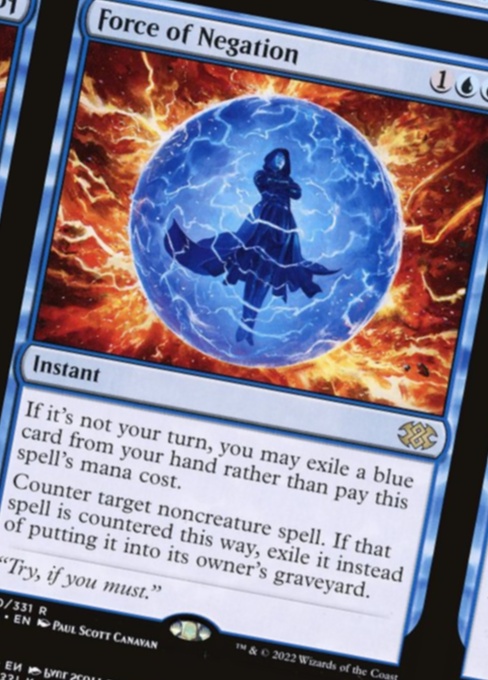 Force of Negation
1
Instant
If it's not your turn, you may exile a blue
card from your hand rather than pay this
spell's mana cost.
Counter target noncreature spell. If that
spell is countered this way, exile it instead
of putting it into its owner's graveyard.
“Try, if you must.”
/331 R
• EN PAUL SCOTT CANAVAN
™ & © 2022 Wizards of the Coast
EN